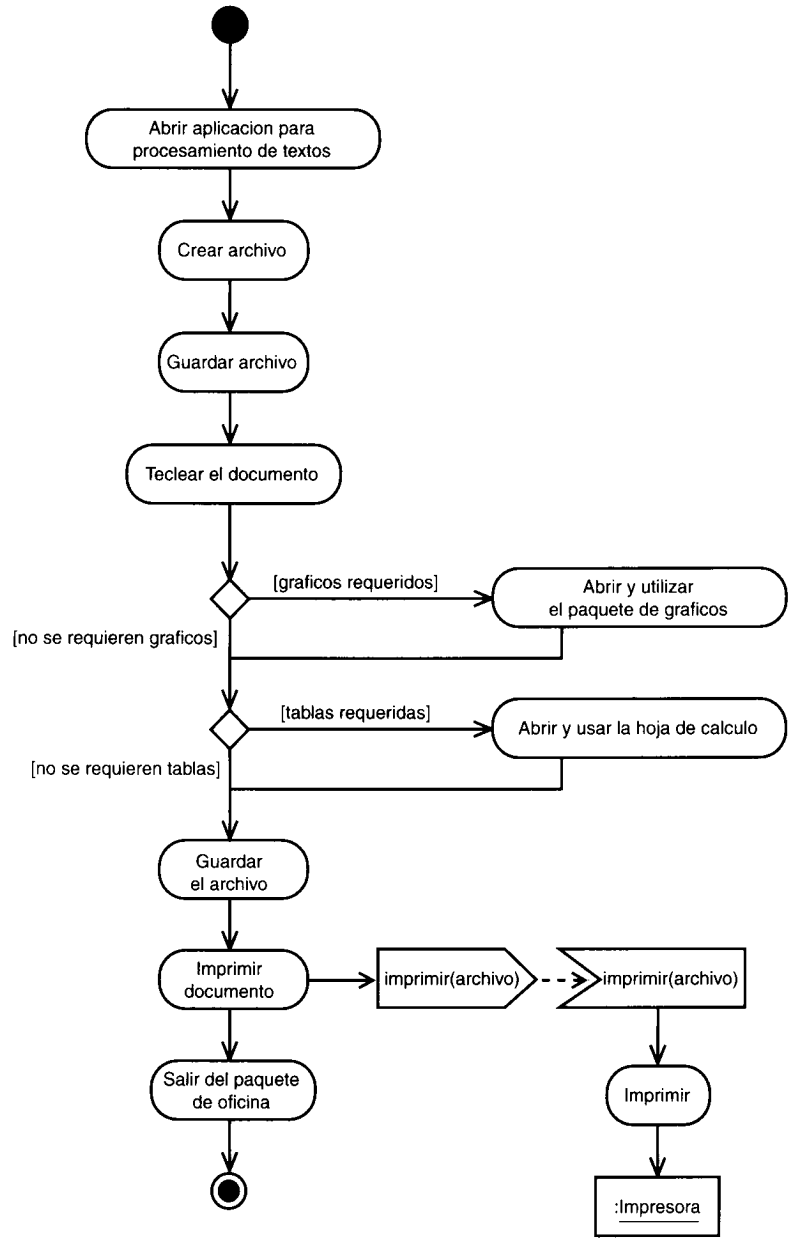 Abrir aplicacion para
procesamiento de textos
Crear archivo
Guardar archivo
Teclear el documento
[graficos requeridos]
Abrir y utilizar
el paquete de graficos
[no se requieren graficos]
[tablas requeridas]
Abrir y usar la hoja de calculo
[no se requieren tablas]
Guardar
el archivo
Imprimir
documento
imprimir(archivo)
imprimir(archivo)
Salir del paquete
de oficina
Imprimir
:Impresora